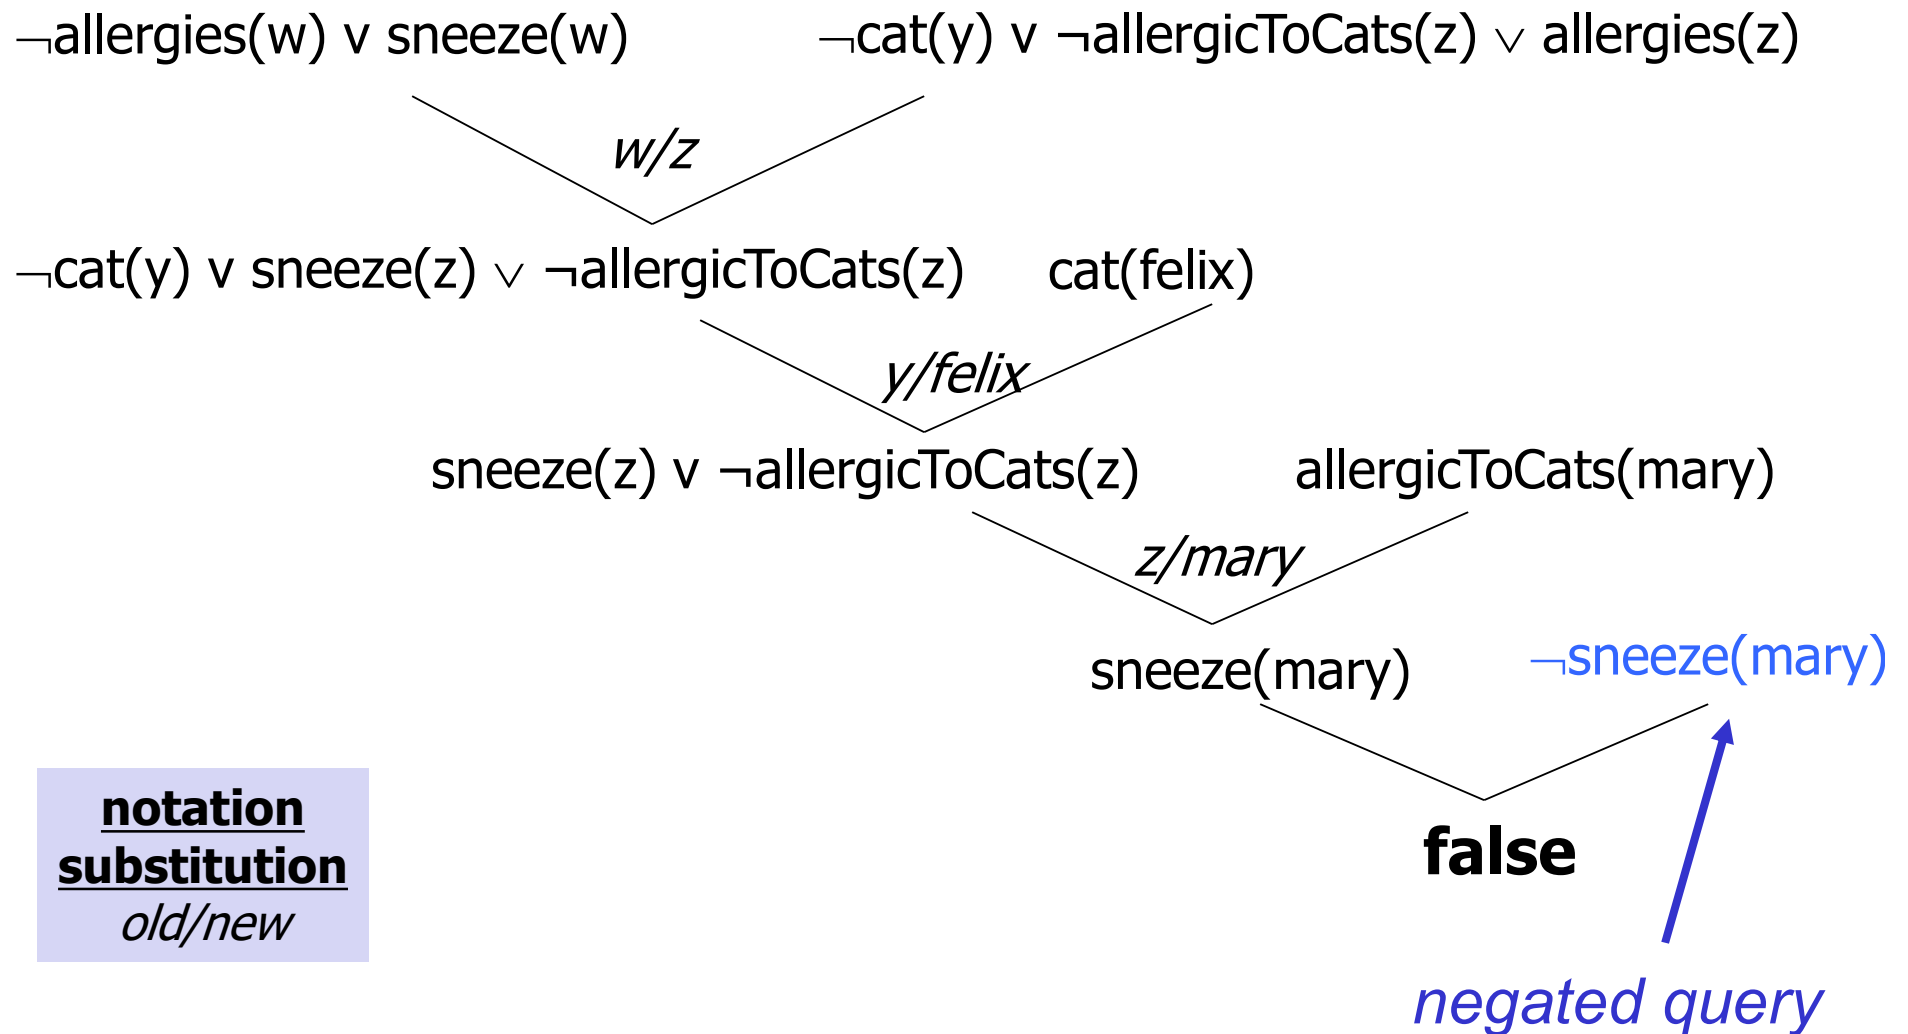 ¬allergies(w) v sneeze(w)
¬cat(y) v ¬allergicToCats(z) ∨ allergies(z)
w/z
¬cat(y) v sneeze(z) ∨ ¬allergicToCats(z)
cat(felix)
y/felix
sneeze(z) v ¬allergicToCats(z)
allergicToCats(mary)
z/mary
sneeze(mary)
¬sneeze(mary)
false
notation
substitution
old/new
negated query